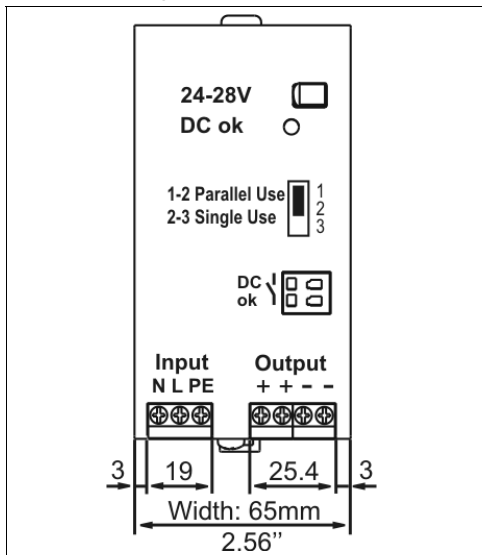 24-28V
DC ok
1-2 Parallel Use
2-3 Single Use
1
2
3
DC
ok
Input
N L PE
Output
+ + - -
3
19
25.4
3
Width: 65mm
2.56’’